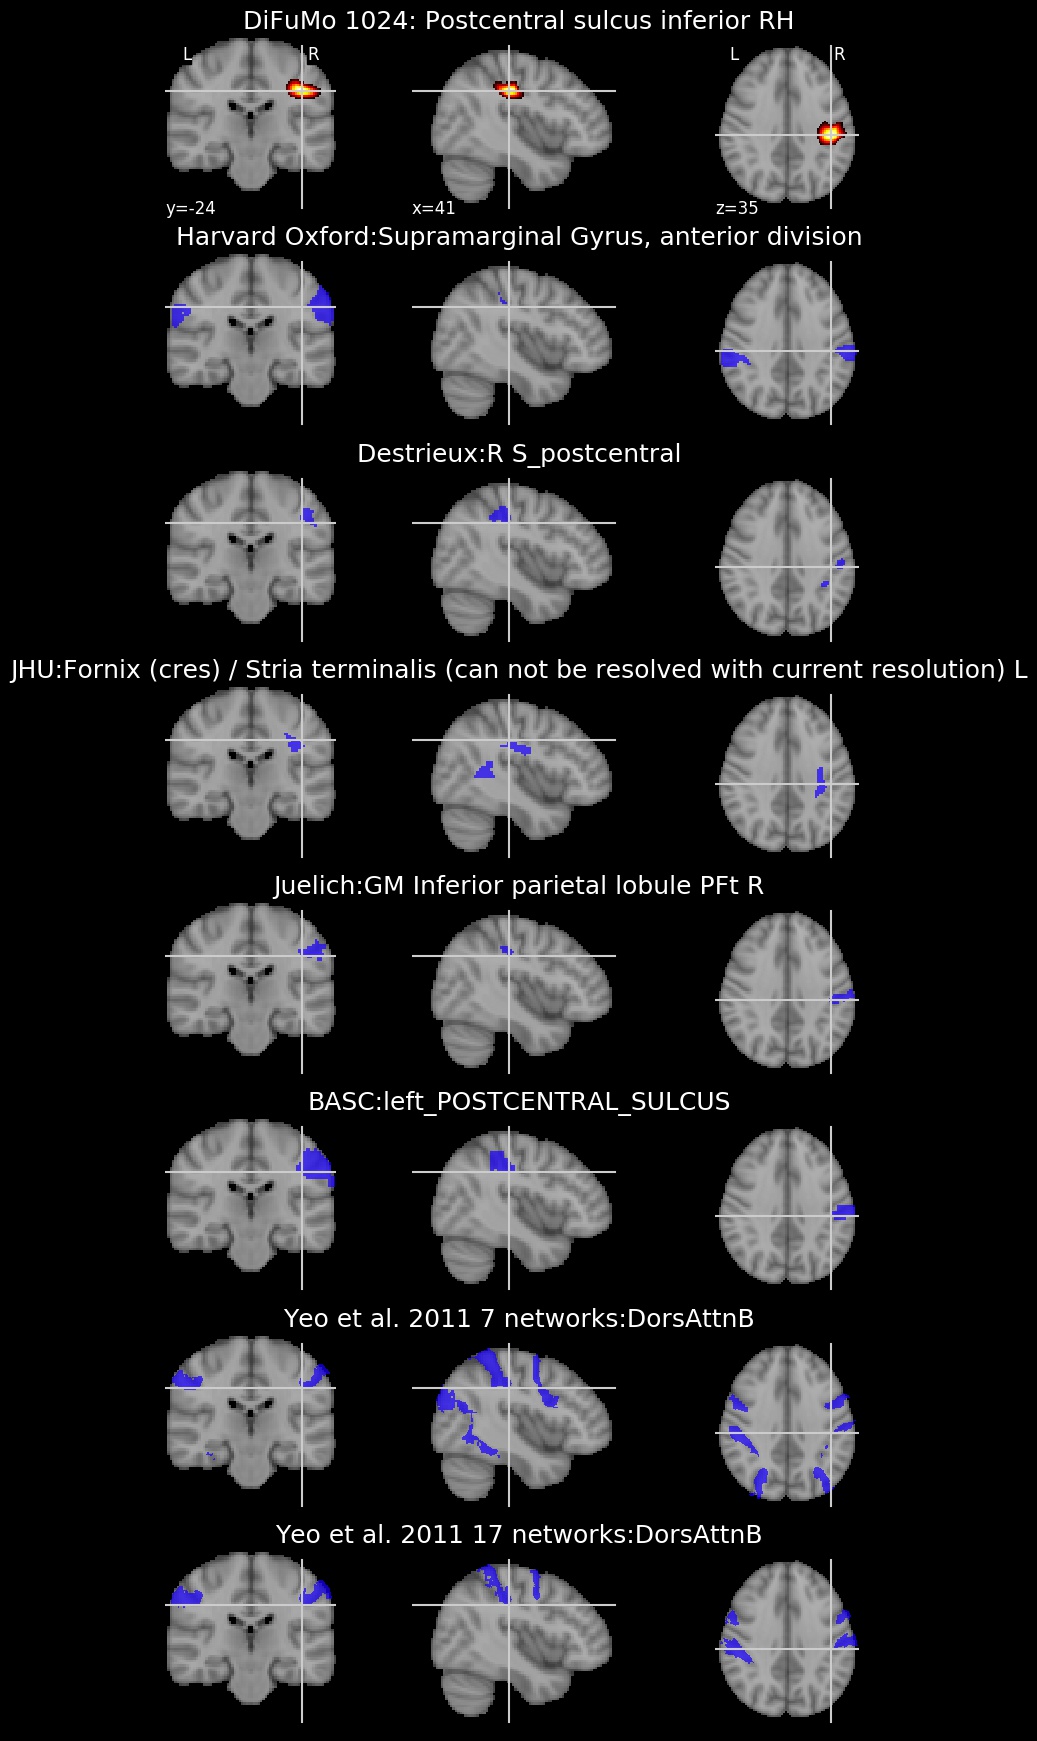 DiFuMo 1024: Postcentral sulcus inferior RH
L R L R
y=-24 x=41 z=35
Harvard Oxford:Supramarginal Gyrus, anterior division
Destrieux:R S_postcentral
JHU:Fornix (cres) / Stria terminalis (can not be resolved with current resolution) L
Juelich:GM Inferior parietal lobule PFt R
BASC:left_POSTCENTRAL_SULCUS
Yeo et al. 2011 7 networks:DorsAttnB
Yeo et al. 2011 17 networks:DorsAttnB